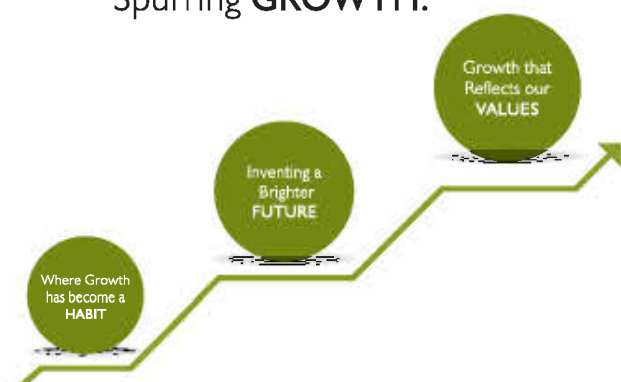 Spurring GROWTH.
Growth that
Reflects our
VALUES
Inventing a
Brighter
FUTURE
Where Growth
has become a
HABIT